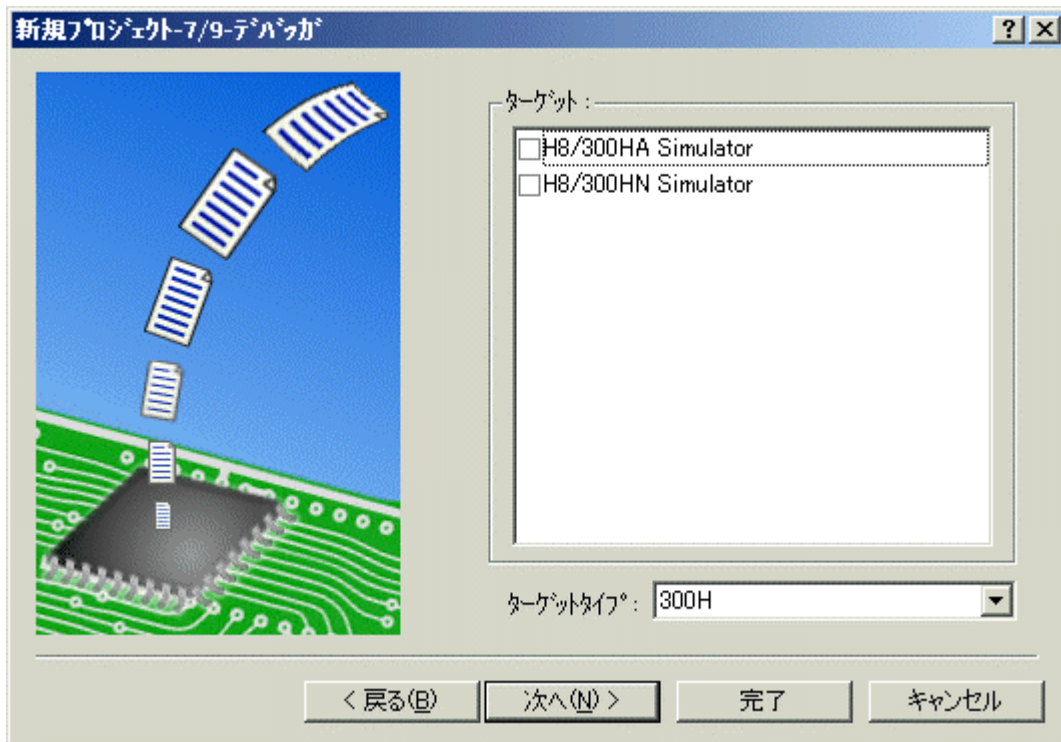 新規ﾌﾟﾛｼﾞｪｸﾄ-7/9-ﾃﾞﾊﾞｯｶﾞ
ﾀｰｹﾞｯﾄ :
H8/300HA Simulator
H8/300HN Simulator
ﾀｰｹﾞｯﾄﾀｲﾌﾟ : 300H
< 戻る(B) 次へ(N) > 完了 キャンセル